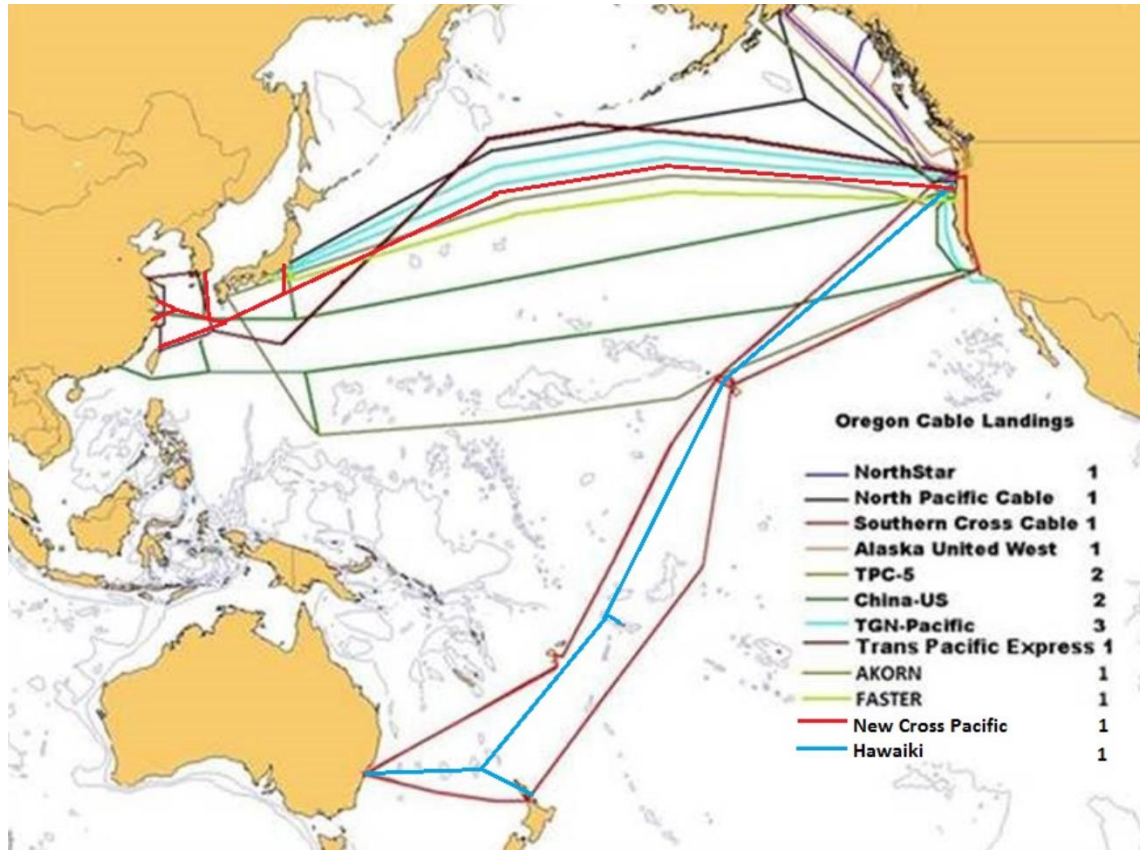 Oregon Cable Landings
NorthStar 1
North Pacific Cable 1
Southern Cross Cable 1
Alaska United West 1
TPC-5 2
China-US 2
TGN-Pacific 3
Trans Pacific Express 1
AKORN 1
FASTER 1
New Cross Pacific 1
Hawaiki 1